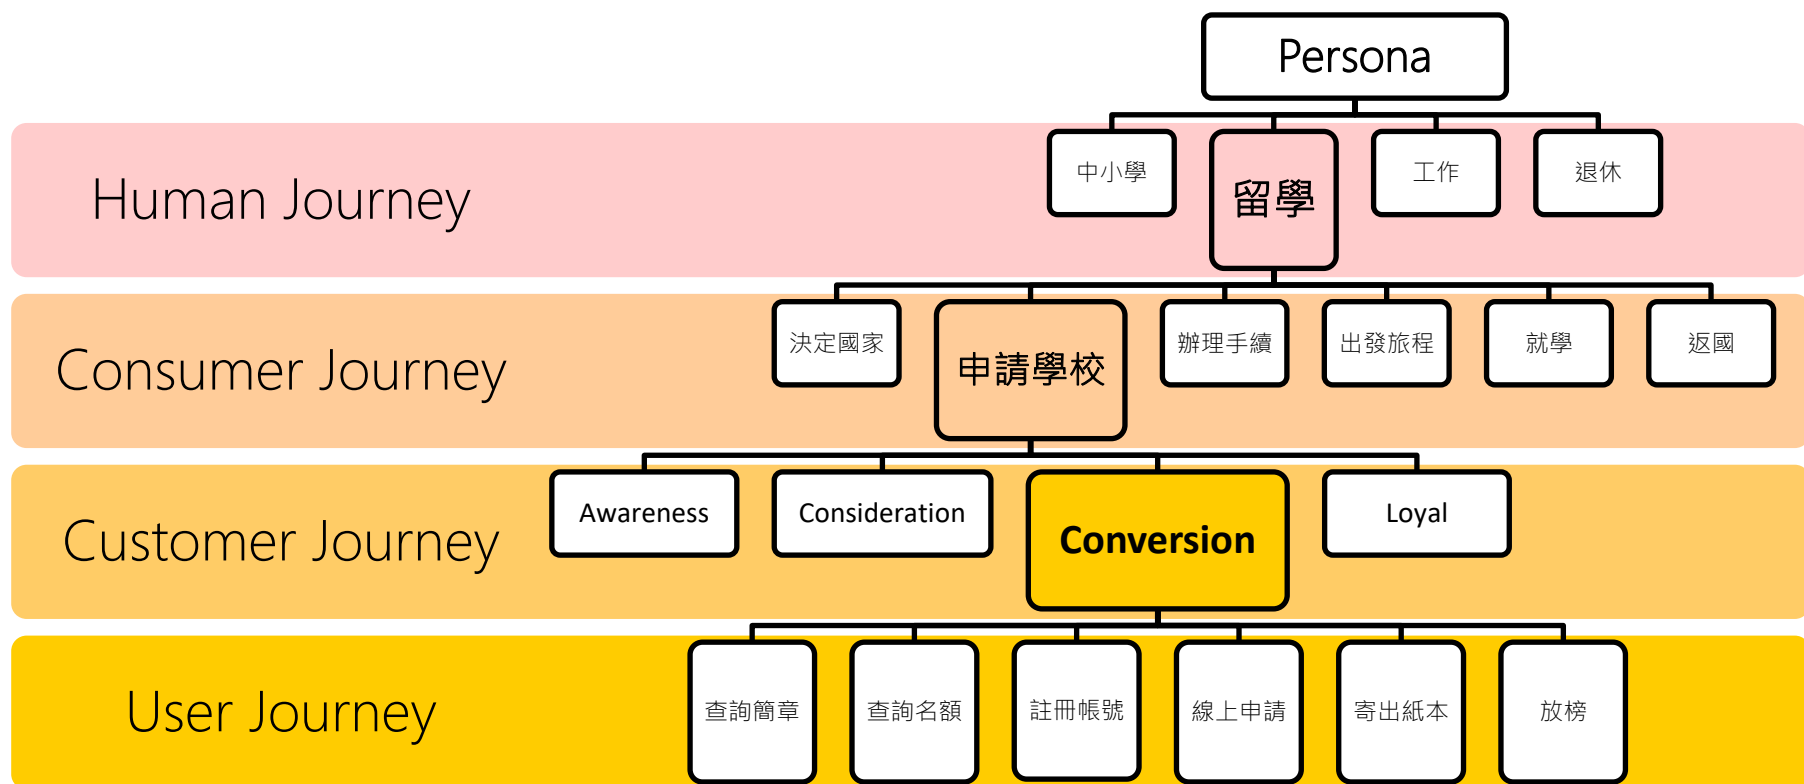 Persona
Human Journey
中小學
留學
工作
退休
Consumer Journey
決定國家
申請學校
辦理手續
出發旅程
就學
返國
Customer Journey
Awareness
Consideration
Conversion
Loyal
User Journey
查詢簡章
查詢名額
註冊帳號
線上申請
寄出紙本
放榜